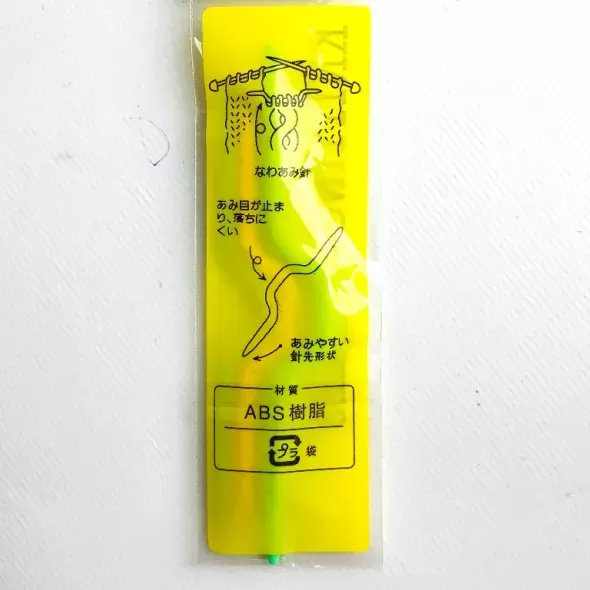 なわあみ針
あみ目が止ま
り、落ちに
くい
あみやすい
針先形状
材質
ABS樹脂
プラ 袋